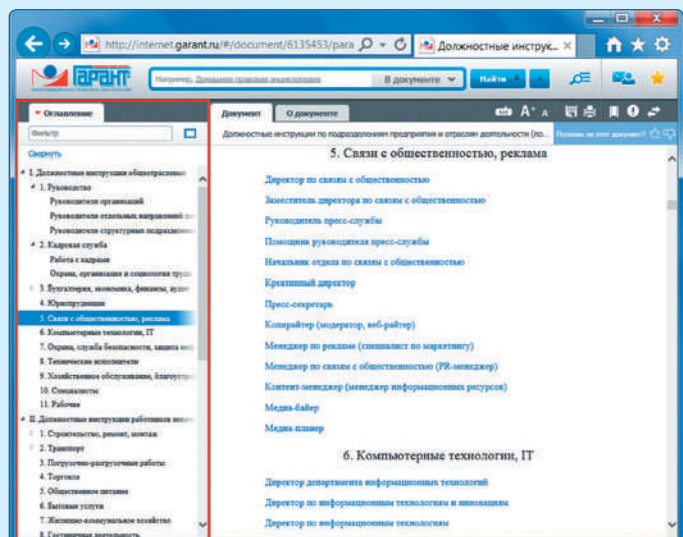 http://internet.garant.ru/#/document/6135453/para
Должностные инструк...
ГАРАНТ
Например, Домашняя правовая энциклопедия
В документе
Найти
Оглавление
Документ
О документе
Фильтр
Должностные инструкции по подразделениям предприятия и отраслям деятельности (по...
Полезен ли этот документ?
Свернуть
I. Должностные инструкции общеотраслевые
1. Руководство
Руководители организаций
Руководители отдельных направлений
Руководители структурных
2. Кадровая служба
Работа с кадрами
Охрана, организация и социология труда
3. Бухгалтерия, экономика, финансы, аудит
4. Юриспруденция
5. Связи с общественностью, реклама
6. Компьютерные технологии, IT
7. Охрана, служба безопасности, защита
8. Технические исполнители
9. Хозяйственное обслуживание,
10. Специалисты
11. Рабочие
II. Должностные инструкции работников
1. Строительство, ремонт, монтаж
2. Транспорт
3. Погрузочно-разгрузочные работы
4. Торговля
5. Общественное питание
6. Бытовые услуги
7. Жилищно-коммунальное хозяйство
8. Гостиничная деятельность
5. Связи с общественностью, реклама
Директор по связям с общественностью
Заместитель директора по связям с общественностью
Руководитель пресс-службы
Помощник руководителя пресс-службы
Начальник отдела по связям с общественностью
Креативный директор
Пресс-секретарь
Копирайтер (модератор, веб-райтер)
Менеджер по рекламе (специалист по маркетингу)
Менеджер по связям с общественностью (PR-менеджер)
Контент-менеджер (менеджер информационных ресурсов)
Медиа-байер
Медиа-планер
6. Компьютерные технологии, IT
Директор департамента информационных технологий
Директор по информационным технологиям и инновациям
Директор по информационным технологиям